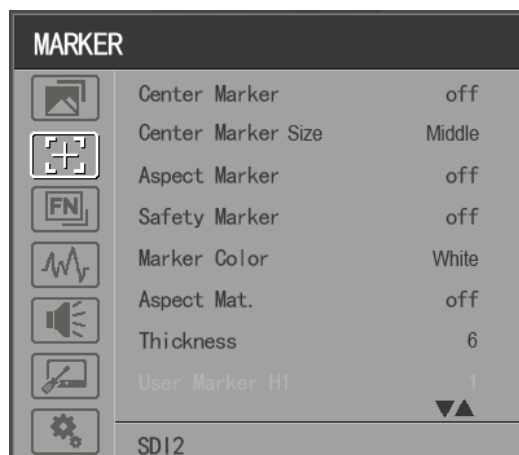 MARKER
Center Marker off
Center Marker Size Middle
Aspect Marker off
FN
Safety Marker off
Marker Color White
Aspect Mat. off
Thickness 6
User Marker H1 1
SDI2